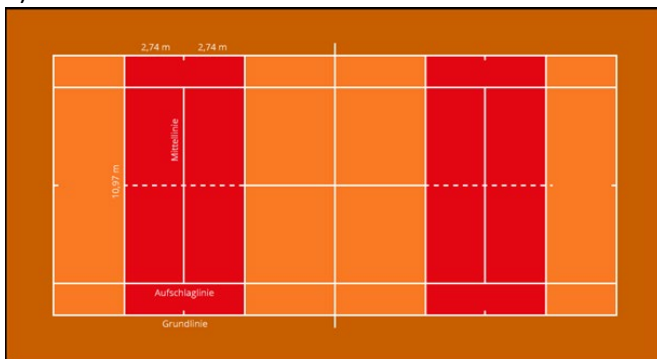 2,74 m 2,74 m
Mittellinie
10,97 m
Aufschlaglinie
Grundlinie